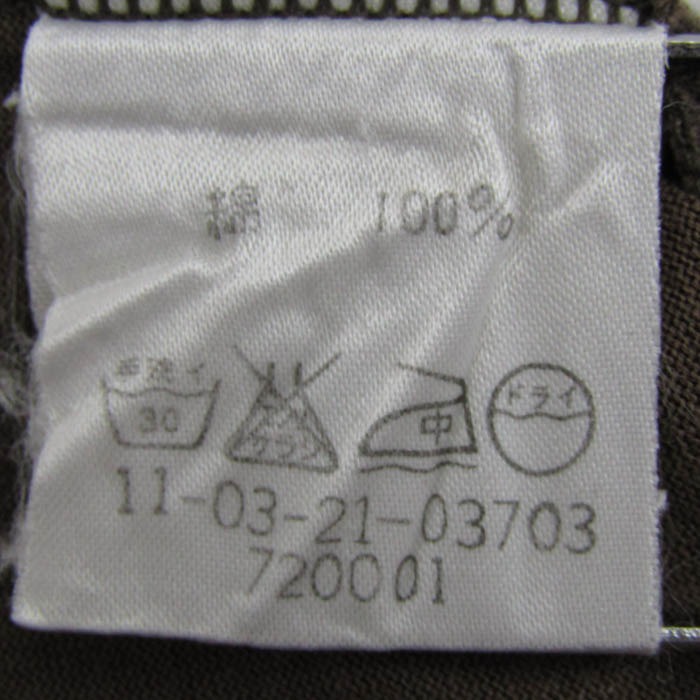 綿 100%
手洗イ 30 エンソサラシ 中 ドライ
11-03-21-03703
720001